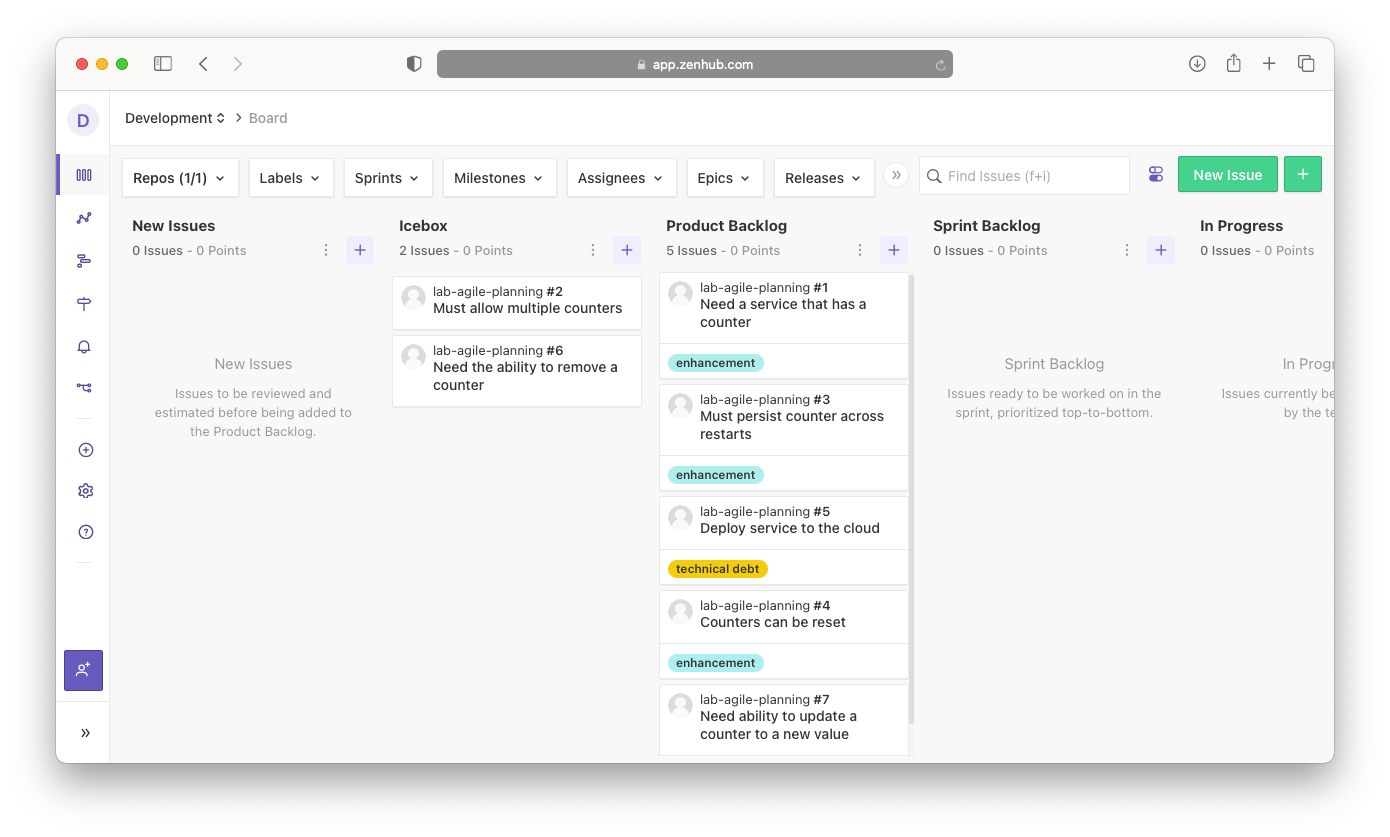 app.zenhub.com
D
Development > Board
Repos (1/1)
Labels
Sprints
Milestones
Assignees
Epics
Releases
»
Find Issues (f+i)
New Issue
+
New Issues
0 Issues - 0 Points
New Issues
Issues to be reviewed and
estimated before being added to
the Product Backlog.
Icebox
2 Issues - 0 Points
lab-agile-planning #2
Must allow multiple counters
lab-agile-planning #6
Need the ability to remove a
counter
Product Backlog
5 Issues - 0 Points
lab-agile-planning #1
Need a service that has a
counter
enhancement
lab-agile-planning #3
Must persist counter across
restarts
enhancement
lab-agile-planning #5
Deploy service to the cloud
technical debt
lab-agile-planning #4
Counters can be reset
enhancement
lab-agile-planning #7
Need ability to update a
counter to a new value
Sprint Backlog
0 Issues - 0 Points
Sprint Backlog
Issues ready to be worked on in the
sprint, prioritized top-to-bottom.
In Progress
0 Issues - 0 Points
In Progr
Issues currently be
by the te
»